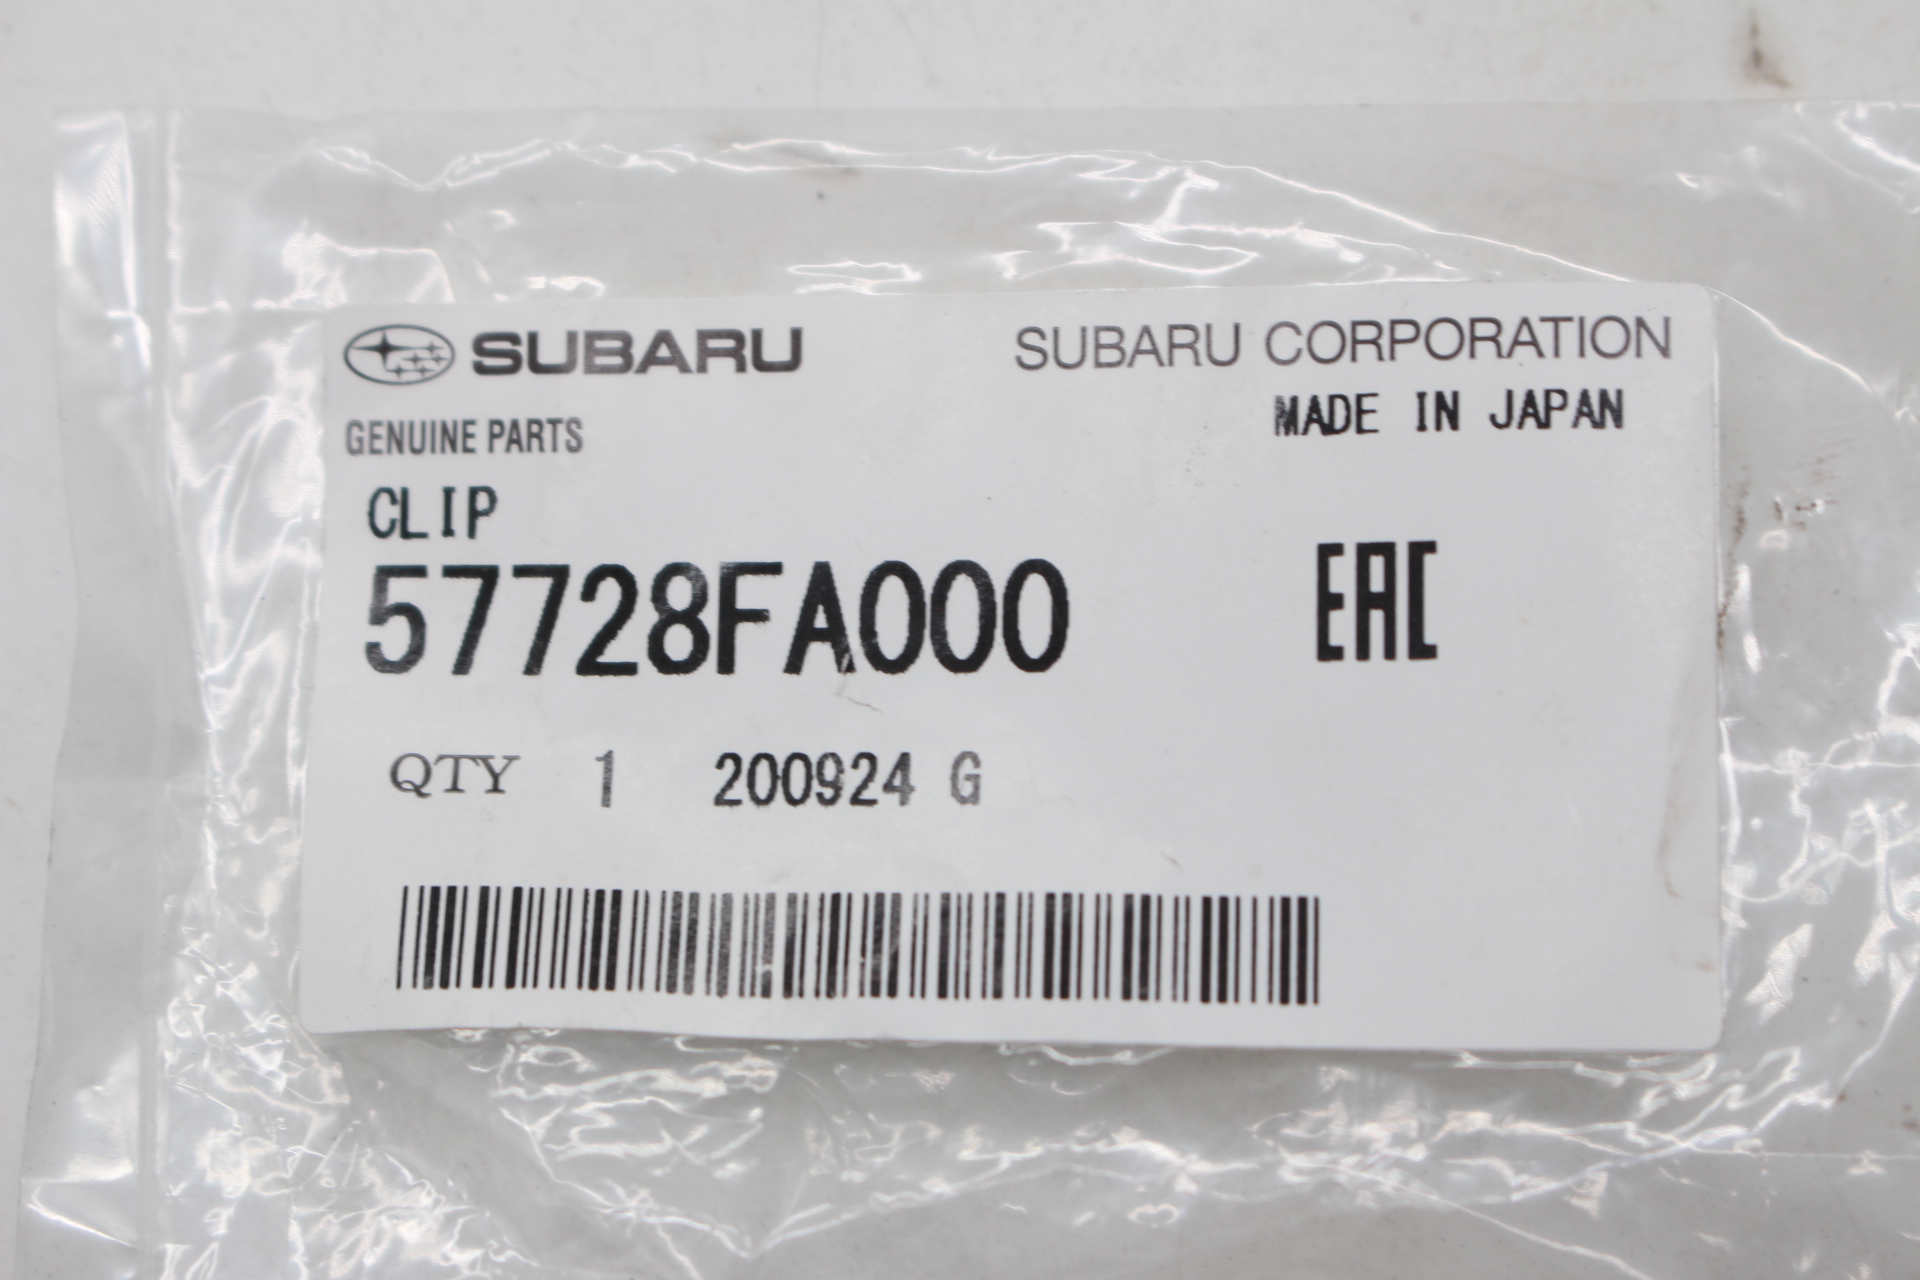 SUBARU
SUBARU CORPORATION
MADE IN JAPAN
GENUINE PARTS
CLIP
57728FA000
EAC
QTY 1 200924 G